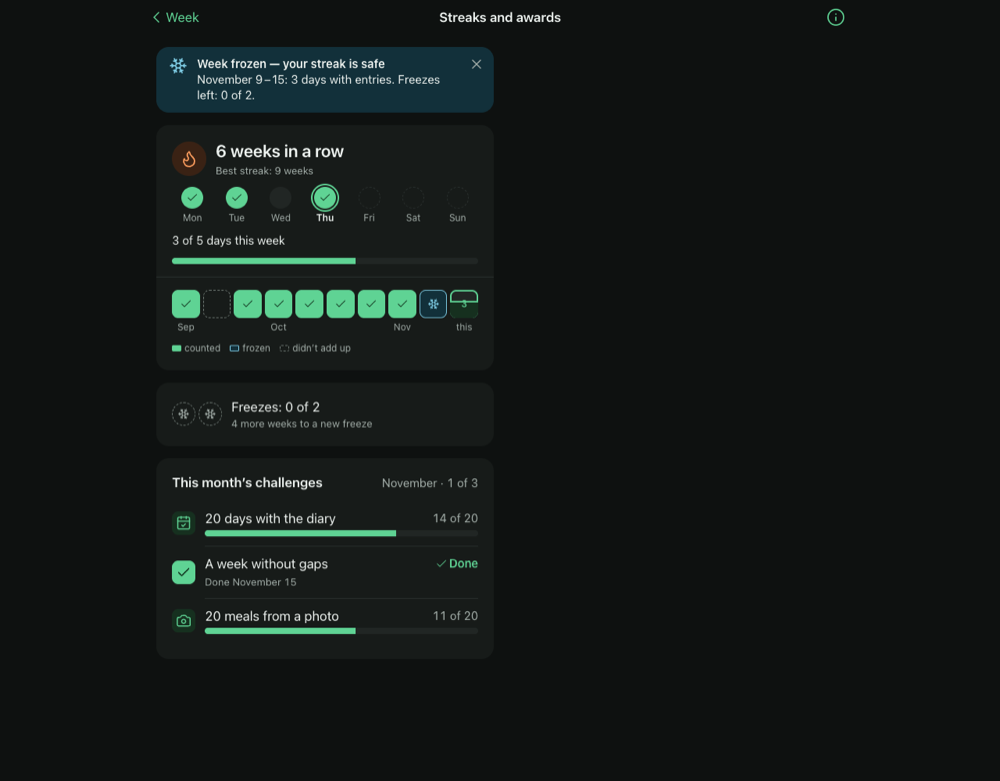 Week
Streaks and awards
Week frozen — your streak is safe
November 9–15: 3 days with entries. Freezes
left: 0 of 2.
6 weeks in a row
Best streak: 9 weeks
Mon Tue Wed Thu Fri Sat Sun
3 of 5 days this week
3
Sep Oct Nov this
counted frozen didn't add up
Freezes: 0 of 2
4 more weeks to a new freeze
This month's challenges November · 1 of 3
20 days with the diary 14 of 20
A week without gaps Done
Done November 15
20 meals from a photo 11 of 20